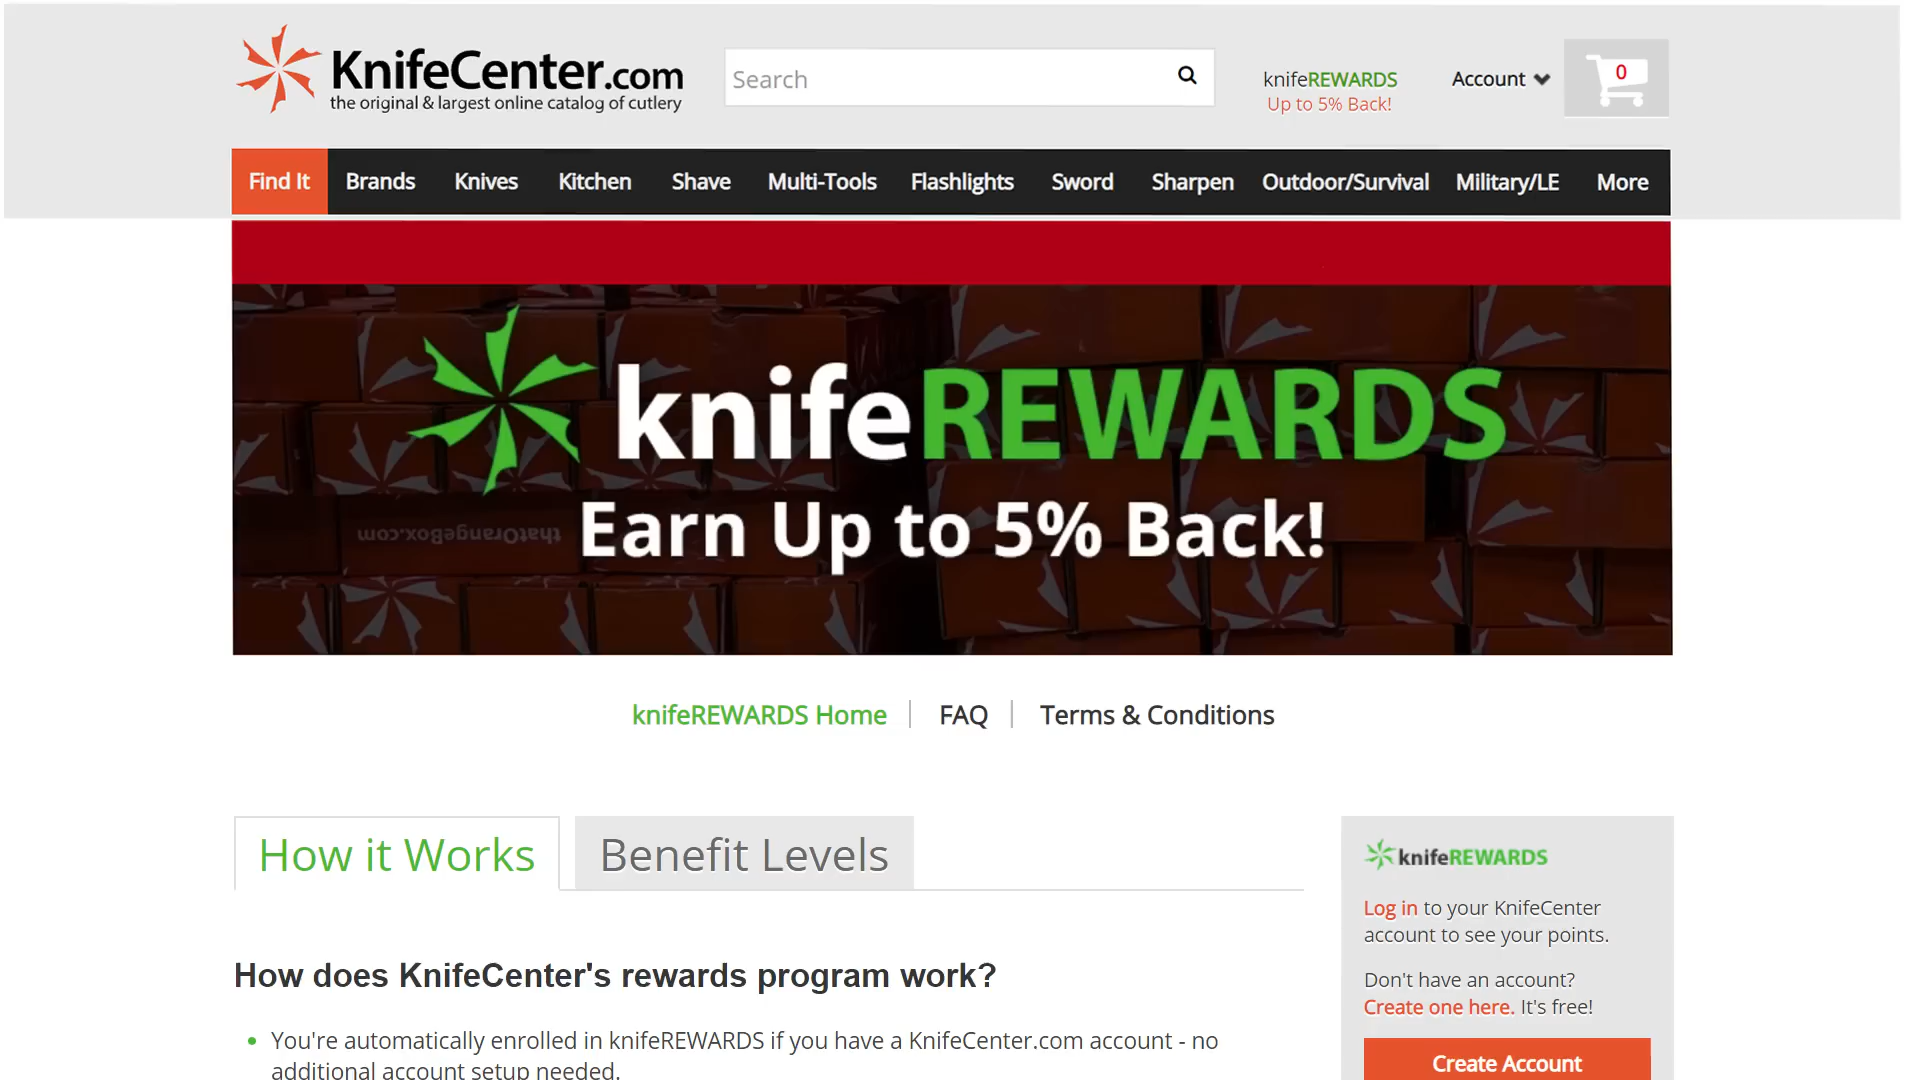 KnifeCenter.com
the original & largest online catalog of cutlery
Search
knifeREWARDS
Up to 5% Back!
Account
0
Find It Brands Knives Kitchen Shave Multi-Tools Flashlights Sword Sharpen Outdoor/Survival Military/LE More
knifeREWARDS
Earn Up to 5% Back!
thatOrangeBox.com
knifeREWARDS Home FAQ Terms & Conditions
How it Works Benefit Levels
How does KnifeCenter's rewards program work?
You're automatically enrolled in knifeREWARDS if you have a KnifeCenter.com account - no
additional account setup needed.
knifeREWARDS
Log in to your KnifeCenter
account to see your points.
Don't have an account?
Create one here. It's free!
Create Account